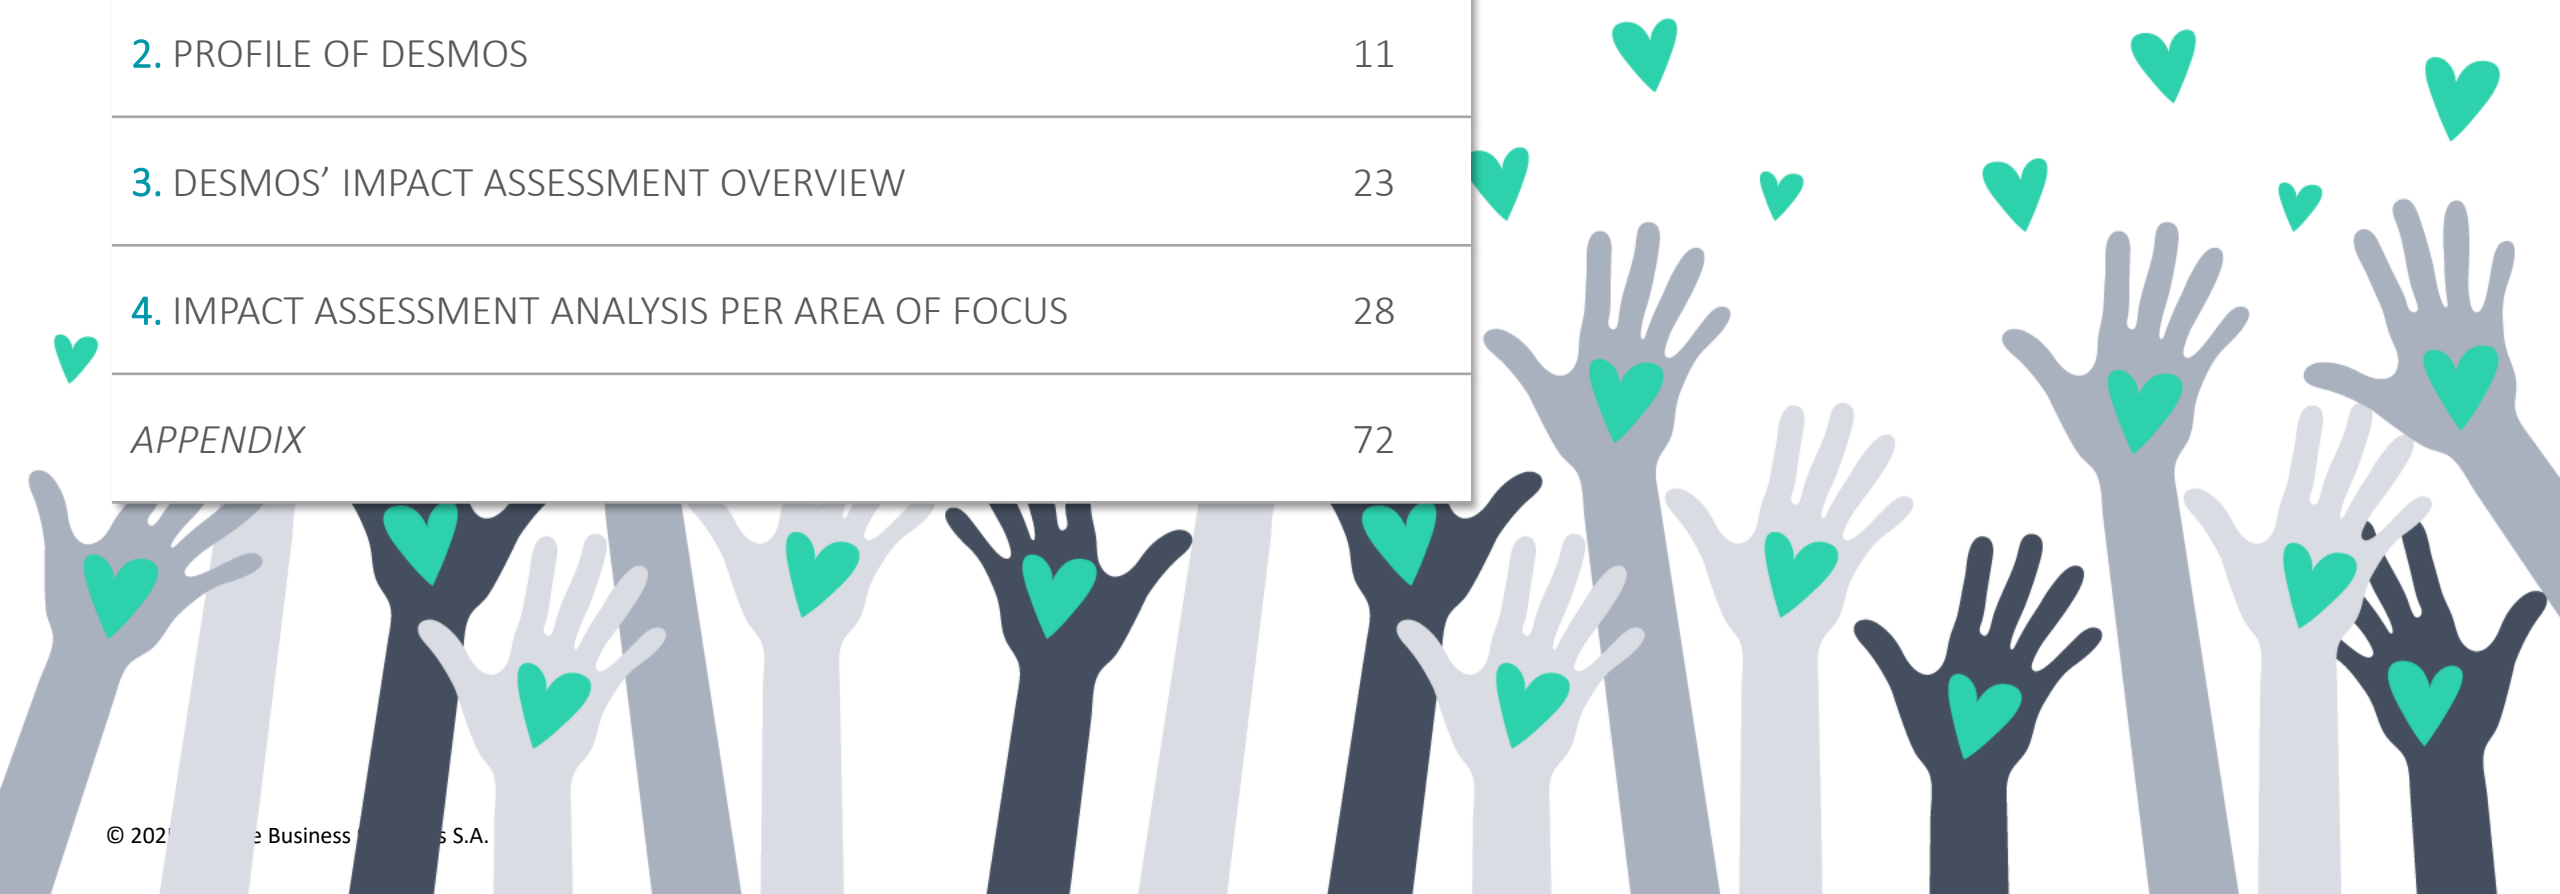 2. PROFILE OF DESMOS 11
3. DESMOS’ IMPACT ASSESSMENT OVERVIEW 23
4. IMPACT ASSESSMENT ANALYSIS PER AREA OF FOCUS 28
APPENDIX 72
© Business S.A.